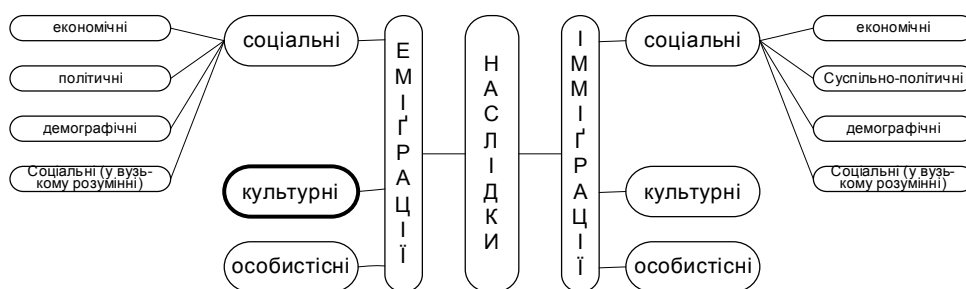 економічні
політичні
демографічні
Соціальні (у вузь-
кому розумінні)
соціальні
культурні
особистісні
ЕМІҐРАЦІЇ
НАСЛІДКИ
ІММІҐРАЦІЇ
соціальні
культурні
особистісні
економічні
Суспільно-політичні
демографічні
Соціальні (у вузь-
кому розумінні)